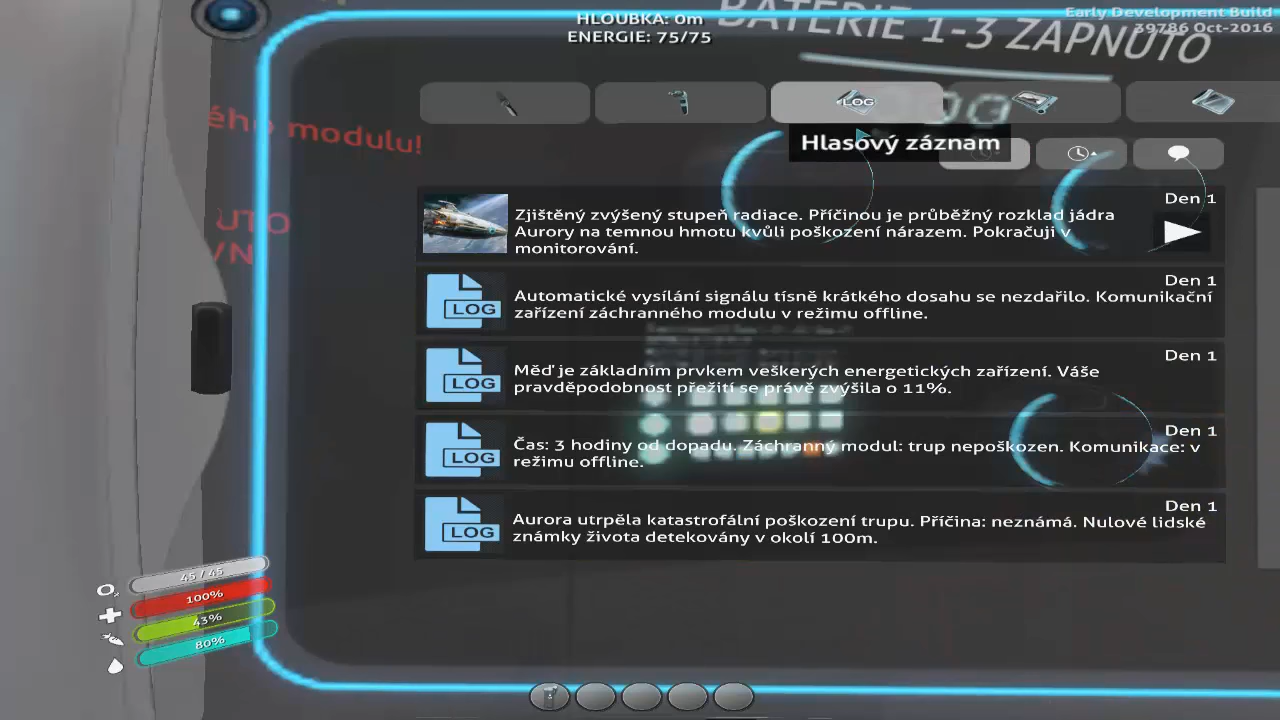 HLOUBKA: 0m
ENERGIE: 75/75
Early Development Build
39786 Oct-2016
BATERIE 1-3 ZAPNUTO
ého modulu!
LOG
Hlasový záznam
Den 1
Zjištěný zvýšený stupeň radiace. Příčinou je průběžný rozklad jádra
Aurory na temnou hmotu kvůli poškození nárazem. Pokračuji v
monitorování.
Den 1
LOG
Automatické vysílání signálu tísně krátkého dosahu se nezdařilo. Komunikační
zařízení záchranného modulu v režimu offline.
Den 1
LOG
Měď je základním prvkem veškerých energetických zařízení. Váše
pravděpodobnost přežití se právě zvýšila o 11%.
Den 1
LOG
Čas: 3 hodiny od dopadu. Záchranný modul: trup nepoškozen. Komunikace: v
režimu offline.
Den 1
LOG
Aurora utrpěla katastrofální poškození trupu. Příčina: neznámá. Nulové lidské
známky života detekovány v okolí 100m.
45 / 45
100%
43%
80%